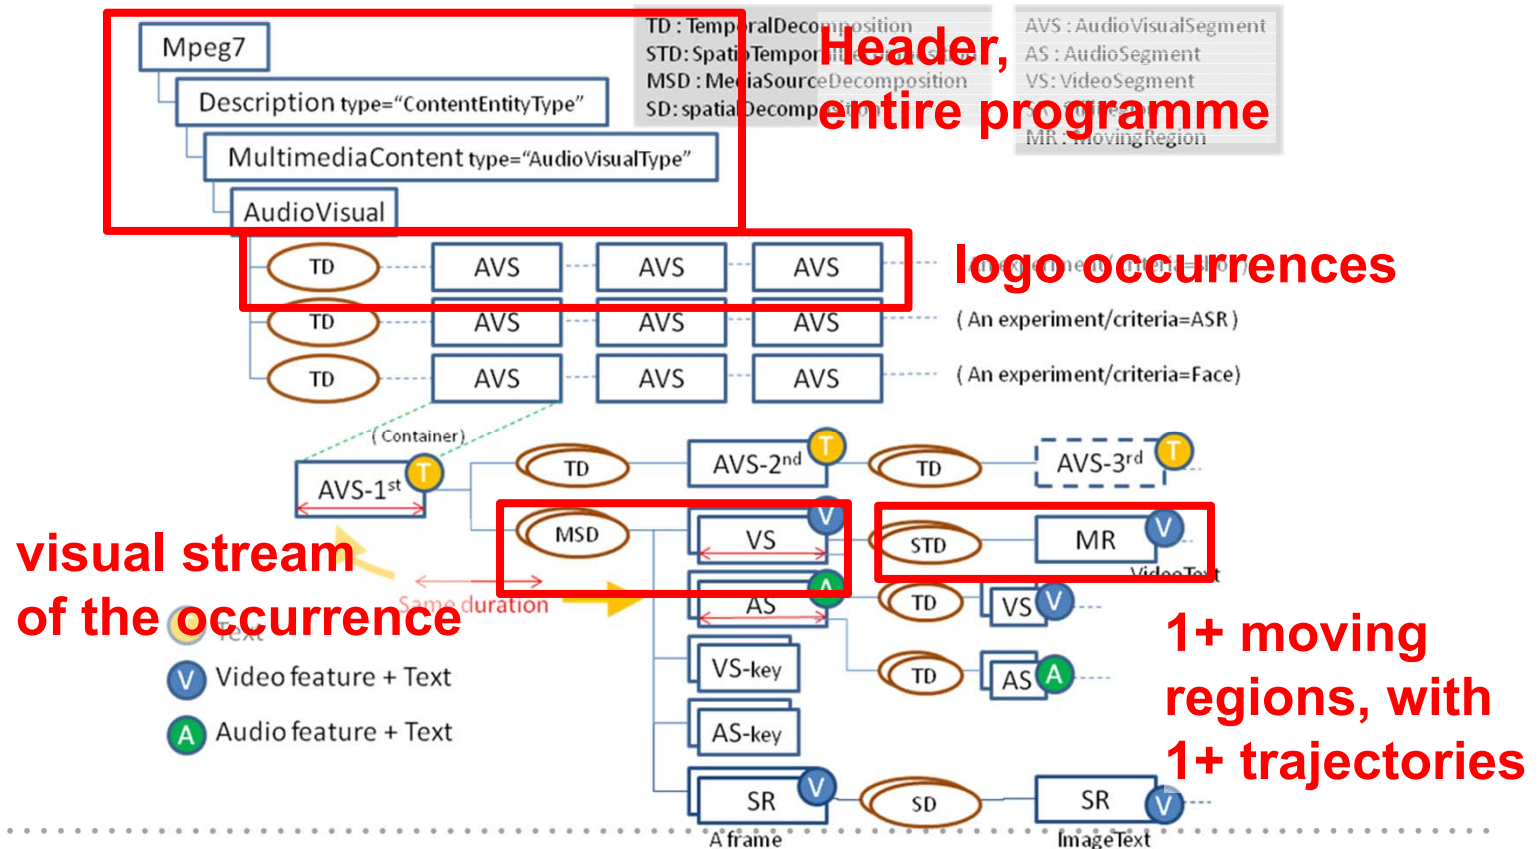 Mpeg7
Description type="ContentEntityType"
MultimediaContent type="AudioVisualType"
AudioVisual
TD : TemporalDecomposition
STD: SpatioTemporalDecomposition
MSD : MediaSourceDecomposition
SD: spatialDecomposition
AVS : AudioVisualSegment
AS : AudioSegment
VS: VideoSegment
MR : MovingRegion
Header,
entire programme
TD AVS AVS AVS
logo occurrences
TD AVS AVS AVS ( An experiment/criteria=ASR )
TD AVS AVS AVS ( An experiment/criteria=Face)
( Container)
AVS-1st T TD AVS-2nd T TD AVS-3rd T
MSD VS V STD MR V
VideoText
visual stream
of the occurrence
Same duration
AS A TD VS V
VS-key TD AS A
AS-key
SR V SD SR V
A frame ImageText
1+ moving
regions, with
1+ trajectories
Text
V Video feature + Text
A Audio feature + Text